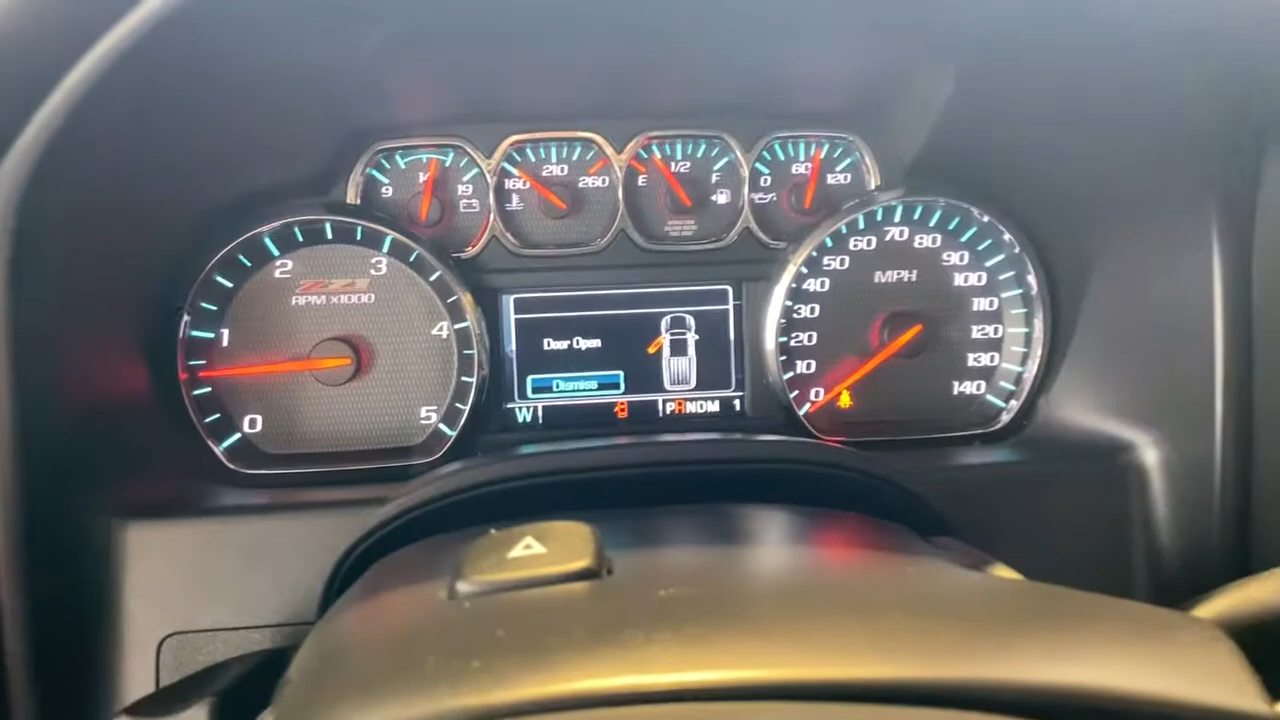 9 14 19
160 210 260
E 1/2 F
0 60 120
0 1 2 3 4 5
Z71
RPM x1000
Door Open
Dismiss
W
PRNDM 1
MPH
0 10 20 30 40 50 60 70 80 90 100 110 120 130 140